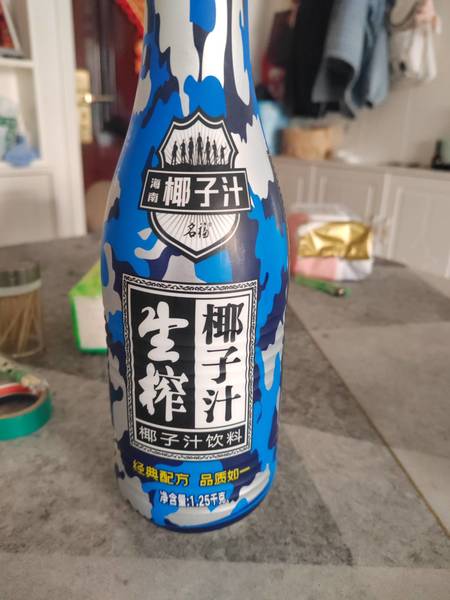 海南
椰子汁
名福
生榨
椰子汁
椰子汁饮料
经典配方 品质如一
净含量:1.25千克